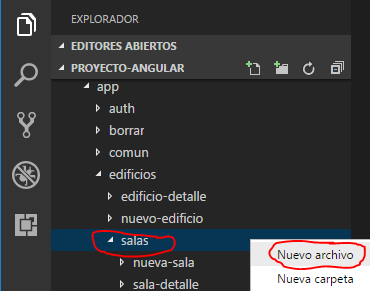 EXPLORADOR
EDITORES ABIERTOS
PROYECTO-ANGULAR
app
auth
borrar
comun
edificios
edificio-detalle
nuevo-edificio
salas
Nuevo archivo
nueva-sala
Nueva carpeta
sala-detalle